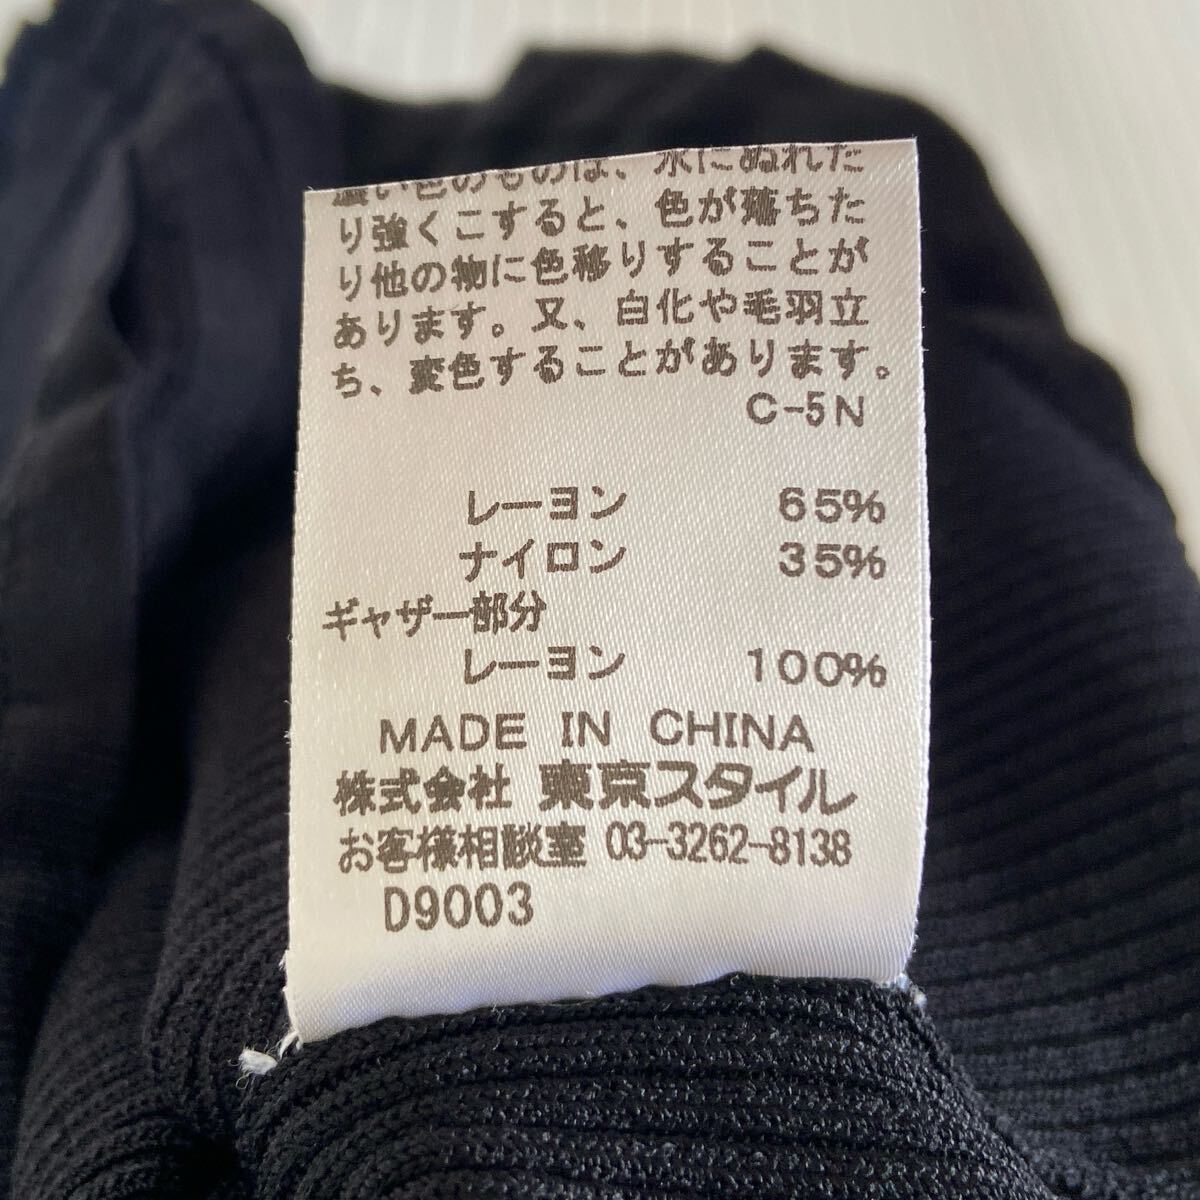 濃い色のものは、水にぬれた
り強くこすると、色が落ちた
り他の物に色移りすることが
あります。又、白化や毛羽立
ち、変色することがあります。
C-5N
レーヨン 65%
ナイロン 35%
ギャザー部分
レーヨン 100%
MADE IN CHINA
株式会社 東京スタイル
お客様相談室 03-3262-8138
D9003